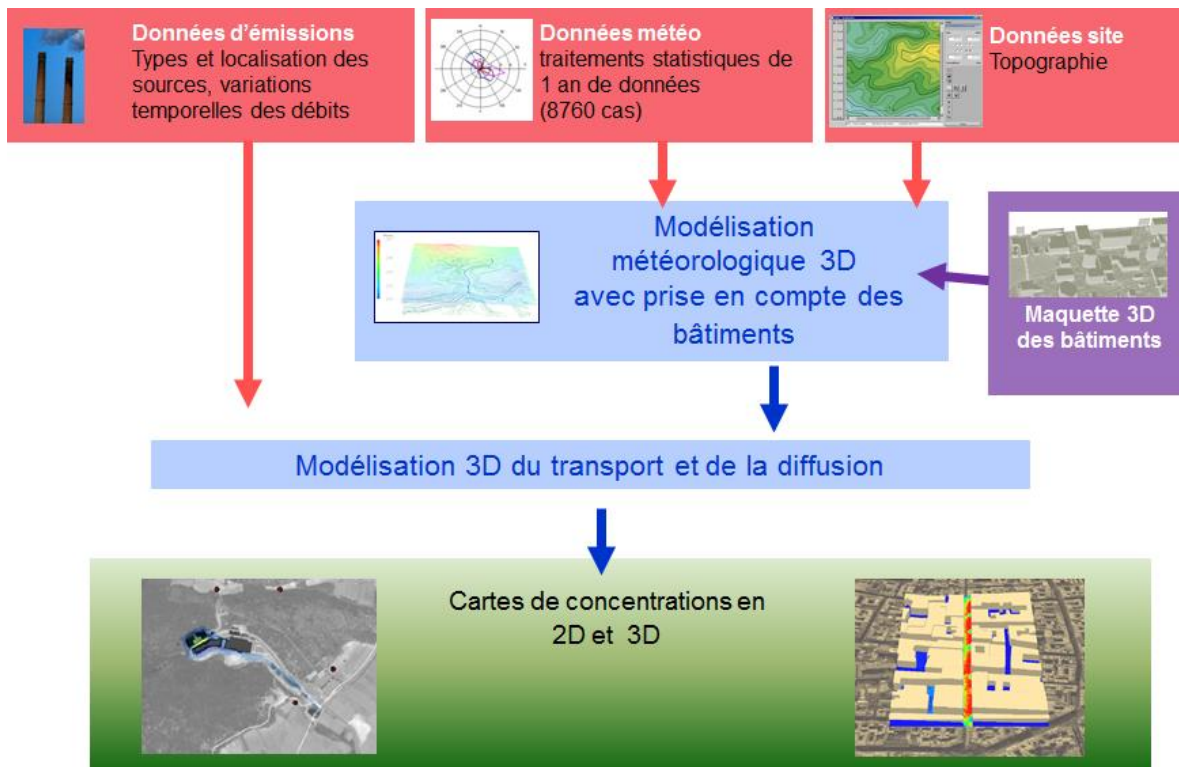 Données d'émissions
Types et localisation des
sources, variations
temporelles des débits
Données météo
traitements statistiques de
1 an de données
(8760 cas)
Données site
Topographie
Modélisation
météorologique 3D
avec prise en compte des
bâtiments
Maquette 3D
des bâtiments
Modélisation 3D du transport et de la diffusion
Cartes de concentrations en
2D et 3D